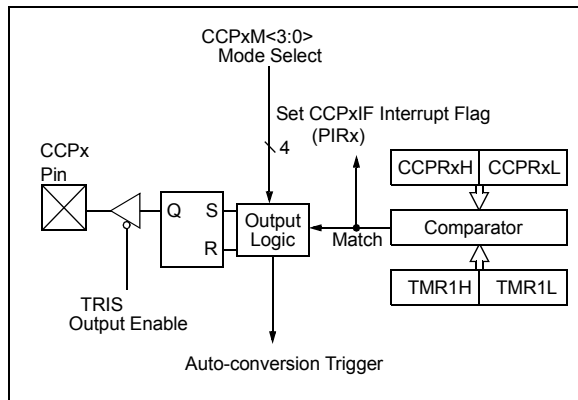 CCPxM<3:0>
Mode Select
Set CCPxIF Interrupt Flag
(PIRx)
4
CCPx
Pin
CCPRxH CCPRxL
Q S
R
Output
Logic
Match
Comparator
TMR1H TMR1L
TRIS
Output Enable
Auto-conversion Trigger